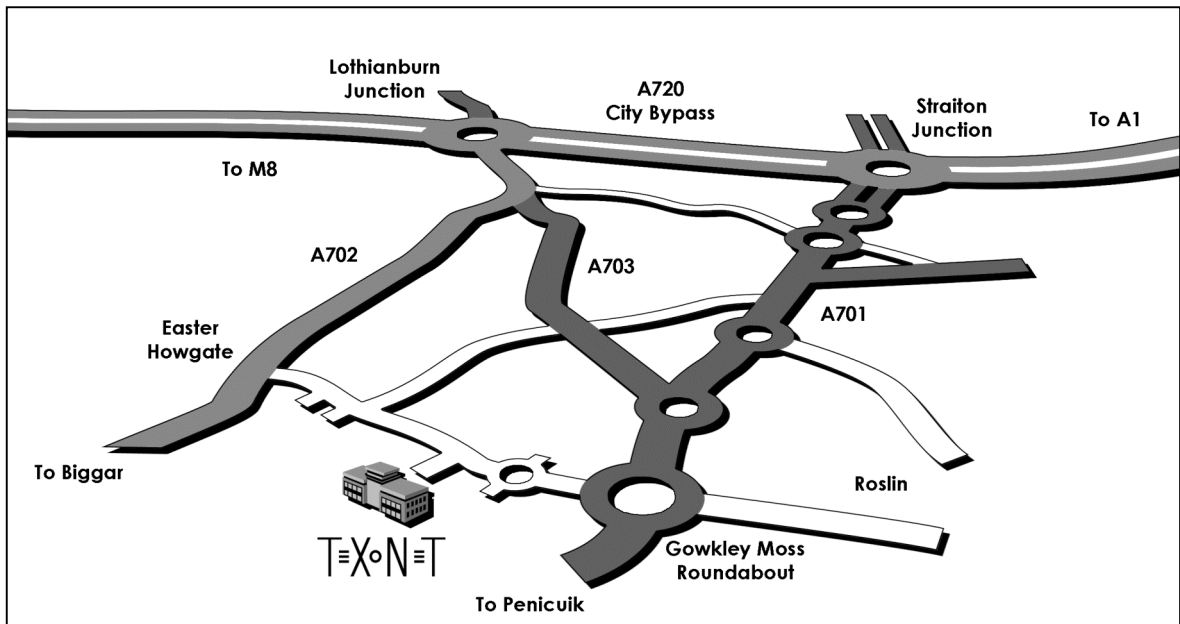 Lothianburn
Junction
A720
City Bypass
Straiton
Junction
To A1
To M8
A702
A703
A701
Easter
Howgate
To Biggar
Roslin
TEXoNET
Gowkley Moss
Roundabout
To Penicuik